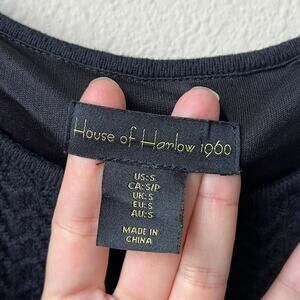 House of Harlow 1960
US:S
CA:S/P
UK:S
EU:S
AU:S
MADE IN
CHINA